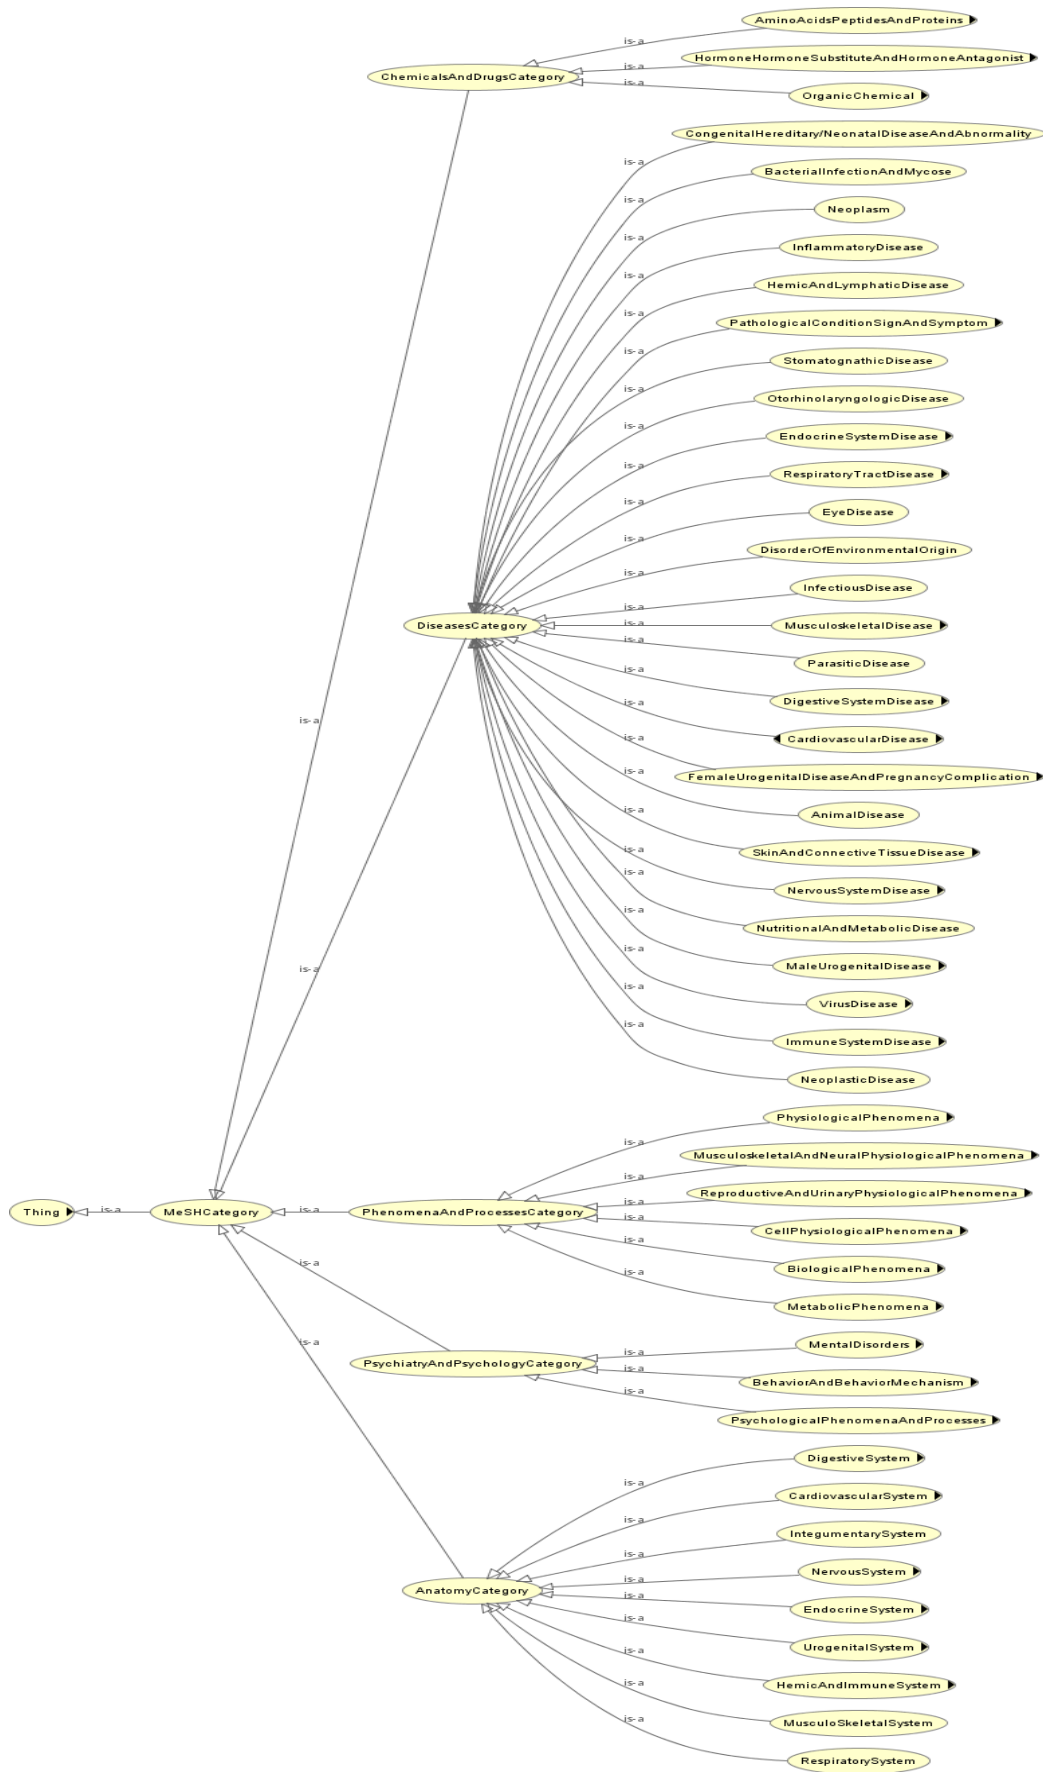 AminoAcidsPeptidesAndProteins
is-a
HormoneHormoneSubstituteAndHormoneAntagonist
is-a
ChemicalsAndDrugsCategory
is-a
OrganicChemical
CongenitalHereditary/NeonatalDiseaseAndAbnormality
is-a
BacterialInfectionAndMycose
is-a
Neoplasm
is-a
InflammatoryDisease
is-a
HemicAndLymphaticDisease
is-a
PathologicalConditionSignAndSymptom
is-a
StomatognathicDisease
is-a
OtorhinolaryngologicDisease
is-a
EndocrineSystemDisease
is-a
RespiratoryTractDisease
is-a
EyeDisease
is-a
DisorderOfEnvironmentalOrigin
is-a
InfectiousDisease
is-a
DiseasesCategory
is-a
MusculoskeletalDisease
is-a
ParasiticDisease
is-a
DigestiveSystemDisease
is-a
is-a
CardiovascularDisease
is-a
FemaleUrogenitalDiseaseAndPregnancyComplication
is-a
AnimalDisease
is-a
SkinAndConnectiveTissueDisease
is-a
NervousSystemDisease
is-a
NutritionalAndMetabolicDisease
is-a
MaleUrogenitalDisease
is-a
is-a
VirusDisease
is-a
ImmuneSystemDisease
is-a
NeoplasticDisease
PhysiologicalPhenomena
is-a
MusculoskeletalAndNeuralPhysiologicalPhenomena
is-a
ReproductiveAndUrinaryPhysiologicalPhenomena
is-a
Thing
is-a
MeSHCategory
is-a
PhenomenaAndProcessesCategory
is-a
CellPhysiologicalPhenomena
is-a
is-a
BiologicalPhenomena
is-a
MetabolicPhenomena
is-a
MentalDisorders
is-a
PsychiatryAndPsychologyCategory
is-a
BehaviorAndBehaviorMechanism
is-a
PsychologicalPhenomenaAndProcesses
DigestiveSystem
is-a
CardiovascularSystem
is-a
IntegumentarySystem
is-a
NervousSystem
is-a
AnatomyCategory
is-a
EndocrineSystem
is-a
UrogenitalSystem
is-a
HemicAndImmuneSystem
is-a
MusculoSkeletalSystem
is-a
RespiratorySystem